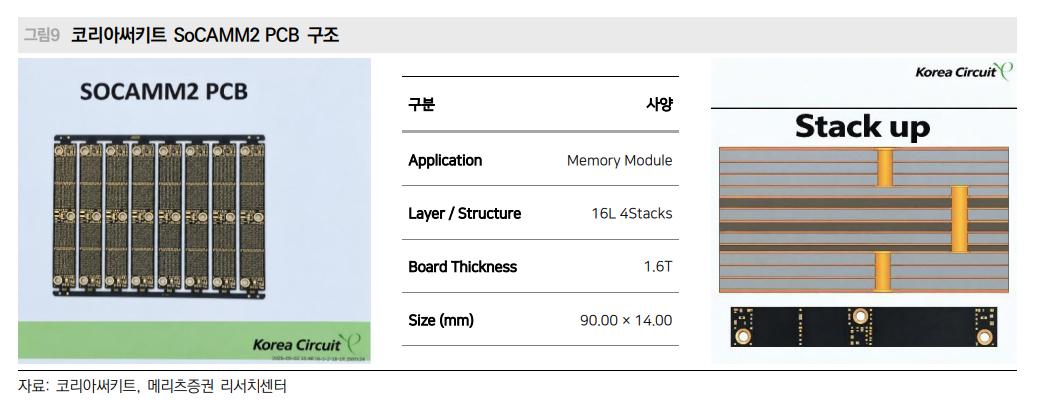 그림9 코리아써키트 SoCAMM2 PCB 구조
SOCAMM2 PCB
Korea Circuit
구분 사양
Application Memory Module
Layer / Structure 16L 4Stacks
Board Thickness 1.6T
Size (mm) 90.00 × 14.00
Korea Circuit
Stack up
자료: 코리아써키트, 메리츠증권 리서치센터